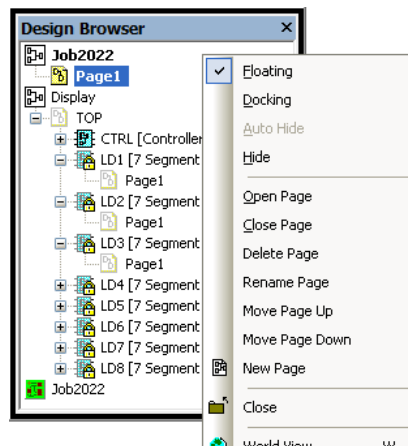 Design Browser
Job2022
Page1
Display
TOP
CTRL [Controller
LD1 [7 Segment
Page1
LD2 [7 Segment
Page1
LD3 [7 Segment
Page1
LD4 [7 Segment
LD5 [7 Segment
LD6 [7 Segment
LD7 [7 Segment
LD8 [7 Segment
Job2022
Floating
Docking
Auto Hide
Hide
Open Page
Close Page
Delete Page
Rename Page
Move Page Up
Move Page Down
New Page
Close
World View W